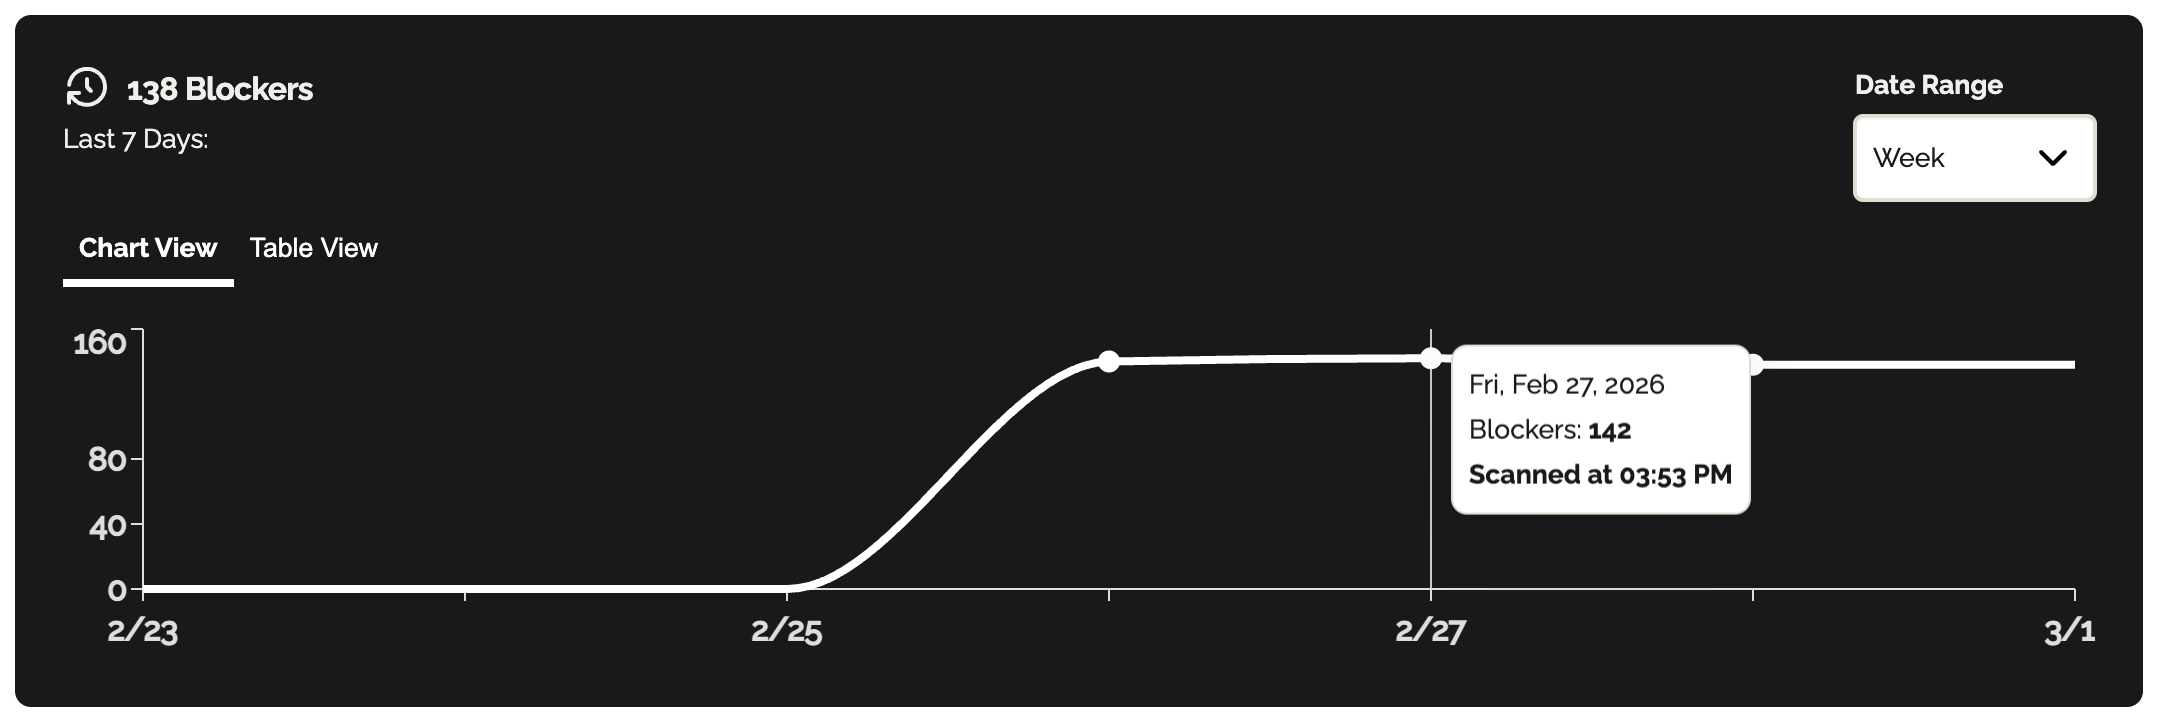 138 Blockers
Last 7 Days:
Date Range
Week
Chart View
Table View
160
80
40
0
Fri, Feb 27, 2026
Blockers: 142
Scanned at 03:53 PM
2/23
2/25
2/27
3/1